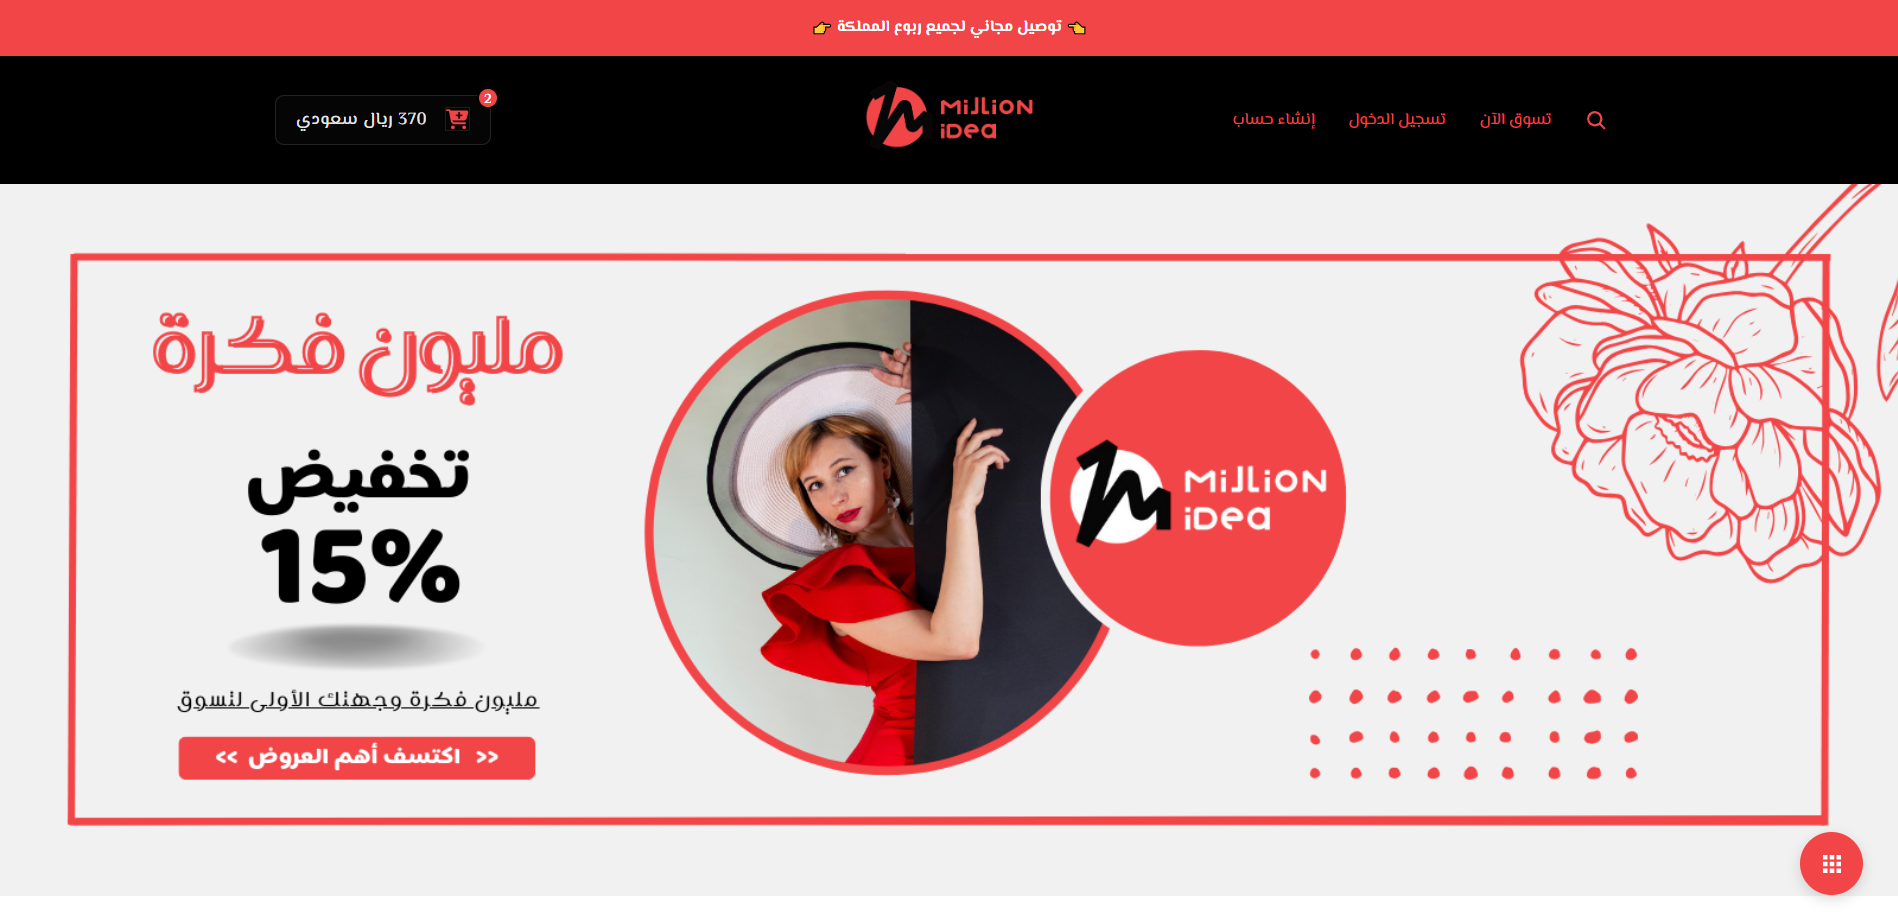 👈 توصيل مجاني لجميع ربوع المملكة 👉
تسوق الآن
تسجيل الدخول
إنشاء حساب
MiLLiON
iDea
2
370 ريال سعودي
مليون فكرة
تخفيض
15%
مليون فكرة وجهتك الأولى لتسوق
<< اكتسف أهم العروض >>
MiLLiON
iDea